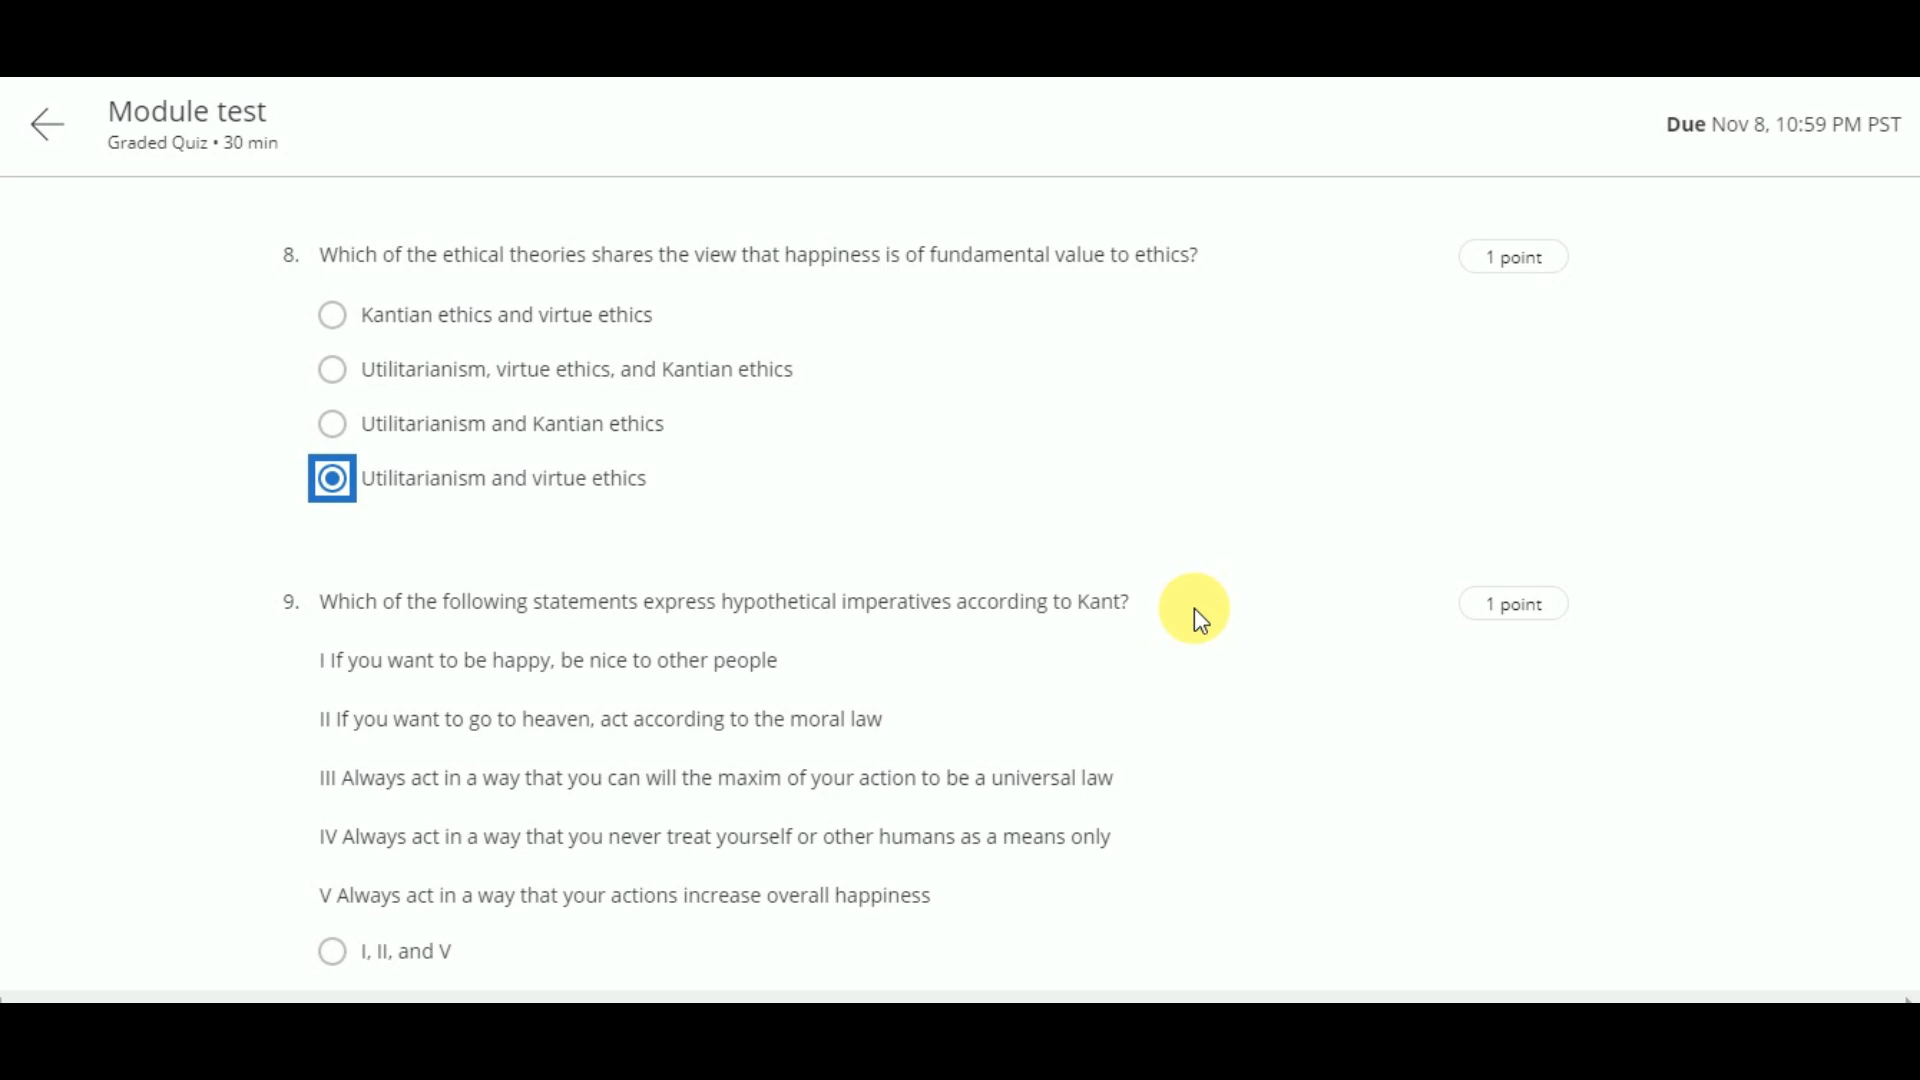 Module test
Graded Quiz • 30 min
Due Nov 8, 10:59 PM PST
8. Which of the ethical theories shares the view that happiness is of fundamental value to ethics?
1 point
Kantian ethics and virtue ethics
Utilitarianism, virtue ethics, and Kantian ethics
Utilitarianism and Kantian ethics
Utilitarianism and virtue ethics
9. Which of the following statements express hypothetical imperatives according to Kant?
1 point
I If you want to be happy, be nice to other people
II If you want to go to heaven, act according to the moral law
III Always act in a way that you can will the maxim of your action to be a universal law
IV Always act in a way that you never treat yourself or other humans as a means only
V Always act in a way that your actions increase overall happiness
I, II, and V